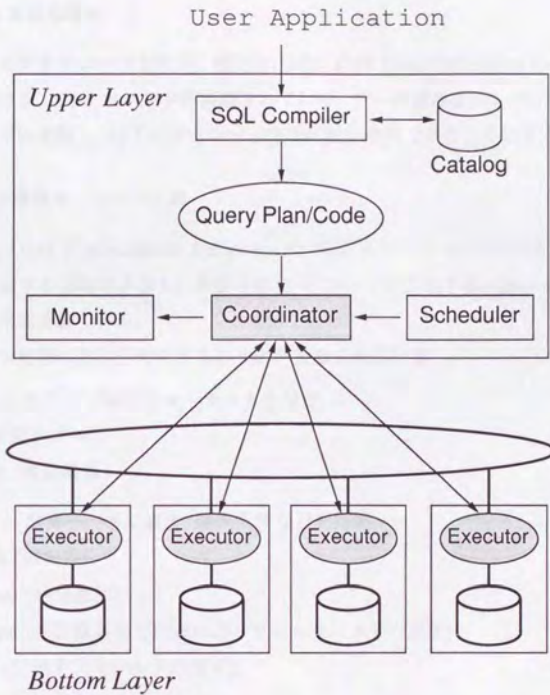 User Application
Upper Layer
SQL Compiler
Catalog
Query Plan/Code
Monitor
Coordinator
Scheduler
Executor
Executor
Executor
Executor
Bottom Layer